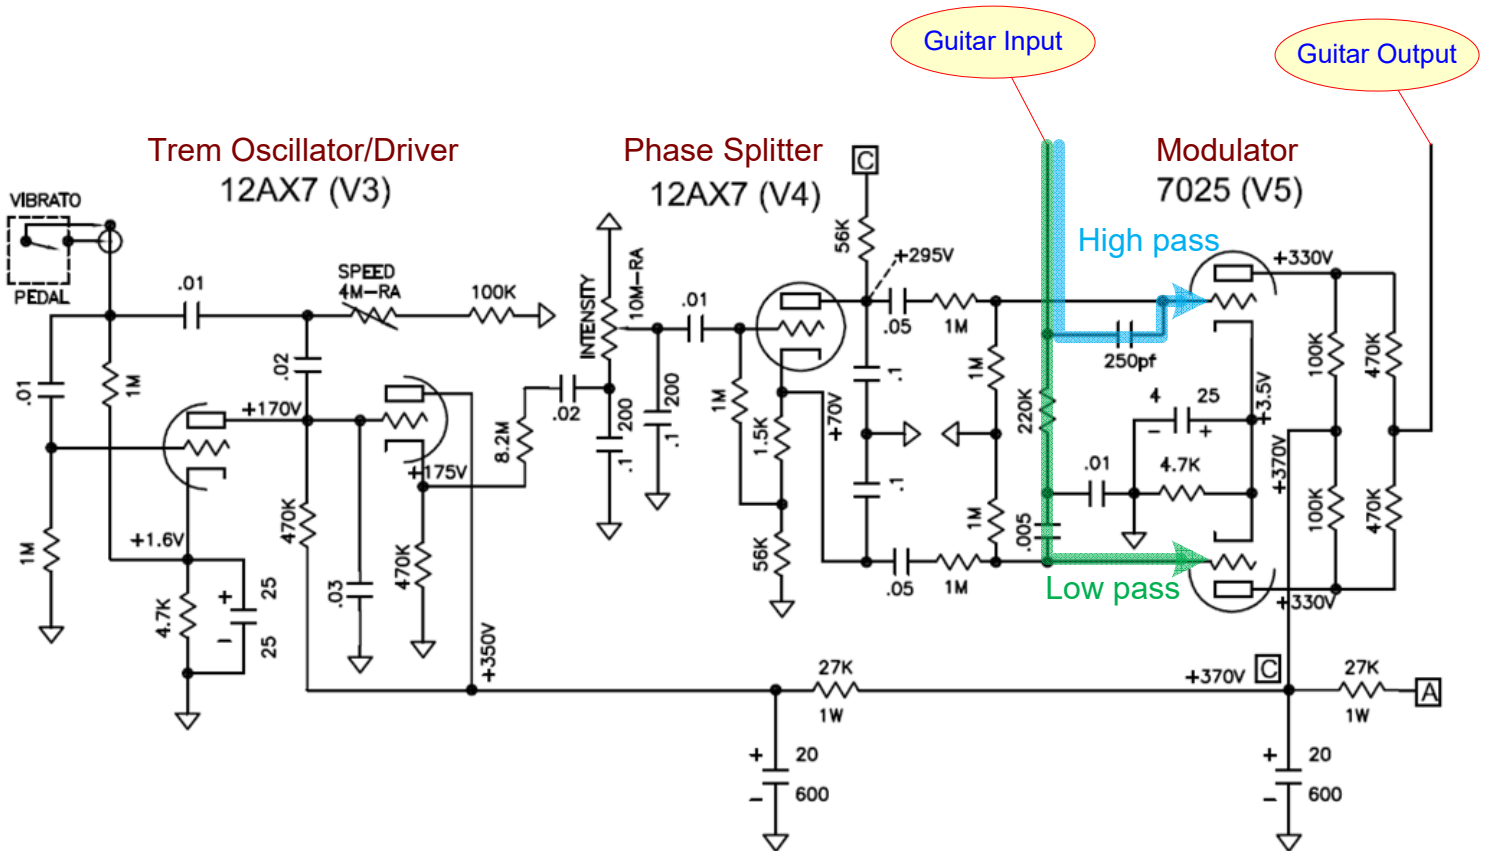 Guitar Input
Guitar Output
Trem Oscillator/Driver
12AX7 (V3)
Phase Splitter
12AX7 (V4)
C
Modulator
7025 (V5)
VIBRATO
PEDAL
High pass
56K
+295V
+330V
.01
SPEED
4M-RA
100K
INTENSITY
10M-RA
.01
.05
1M
250pf
.01
1M
.02
+170V
.02
200
.1
200
.1
1M
1.5K
+70V
.1
1M
220K
4
25
-
+
+3.5V
100K
470K
8.2M
+175V
.01
4.7K
+370V
1M
+1.6V
470K
470K
56K
.1
1M
.005
100K
470K
.05
1M
Low pass
+330V
4.7K
+
-
25
25
.03
+350V
27K
1W
+370V
C
27K
1W
A
+
20
-
600
+
20
-
600